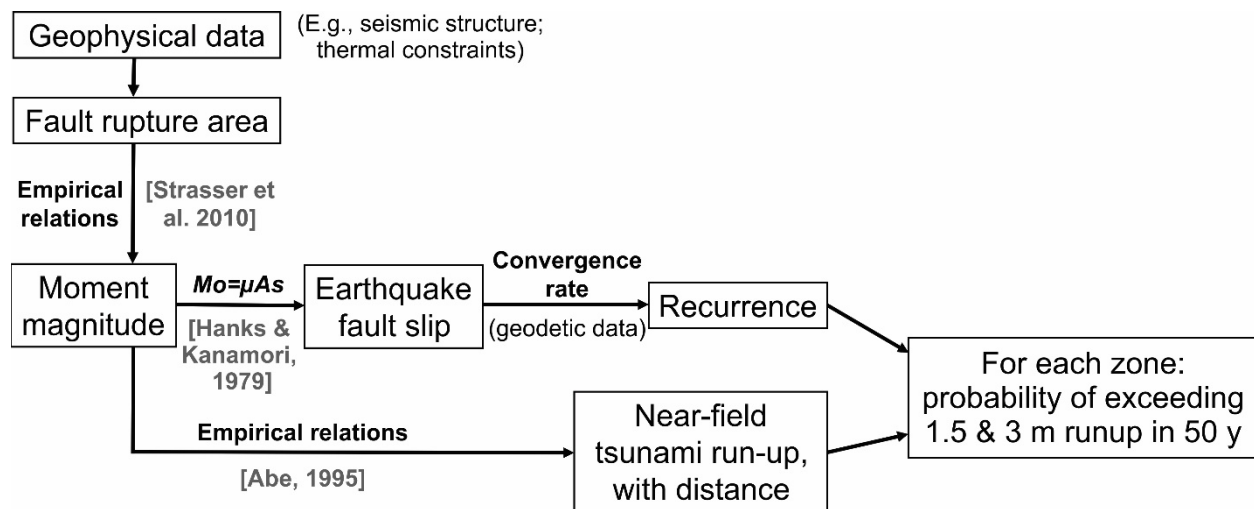 Geophysical data
(E.g., seismic structure;
thermal constraints)
Fault rupture area
Empirical
relations
[Strasser et
al. 2010]
Moment
magnitude
Mo=μAs
[Hanks &
Kanamori,
1979]
Earthquake
fault slip
Convergence
rate
(geodetic data)
Recurrence
For each zone:
probability of exceeding
1.5 & 3 m runup in 50 y
Empirical relations
[Abe, 1995]
Near-field
tsunami run-up,
with distance